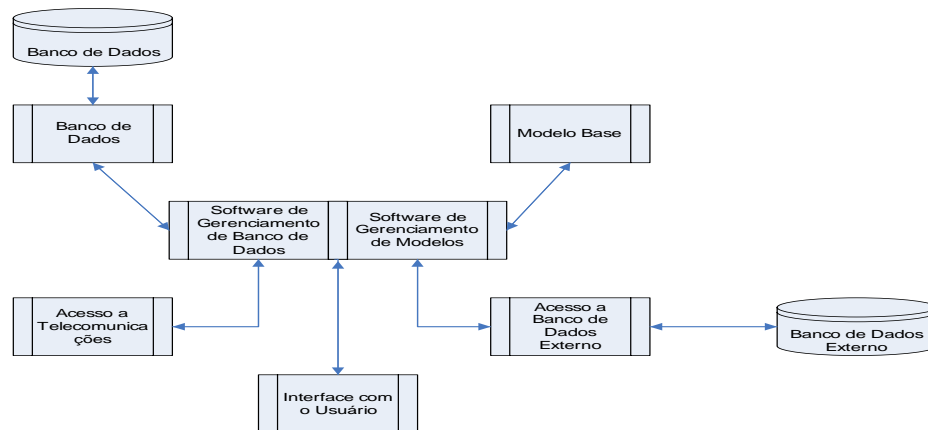 Banco de Dados
Banco de
Dados
Modelo Base
Software de
Gerenciamento
de Banco de
Dados
Software de
Gerenciamento
de Modelos
Acesso a
Telecomunica
ções
Acesso a
Banco de
Dados
Externo
Banco de Dados
Externo
Interface com
o Usuário